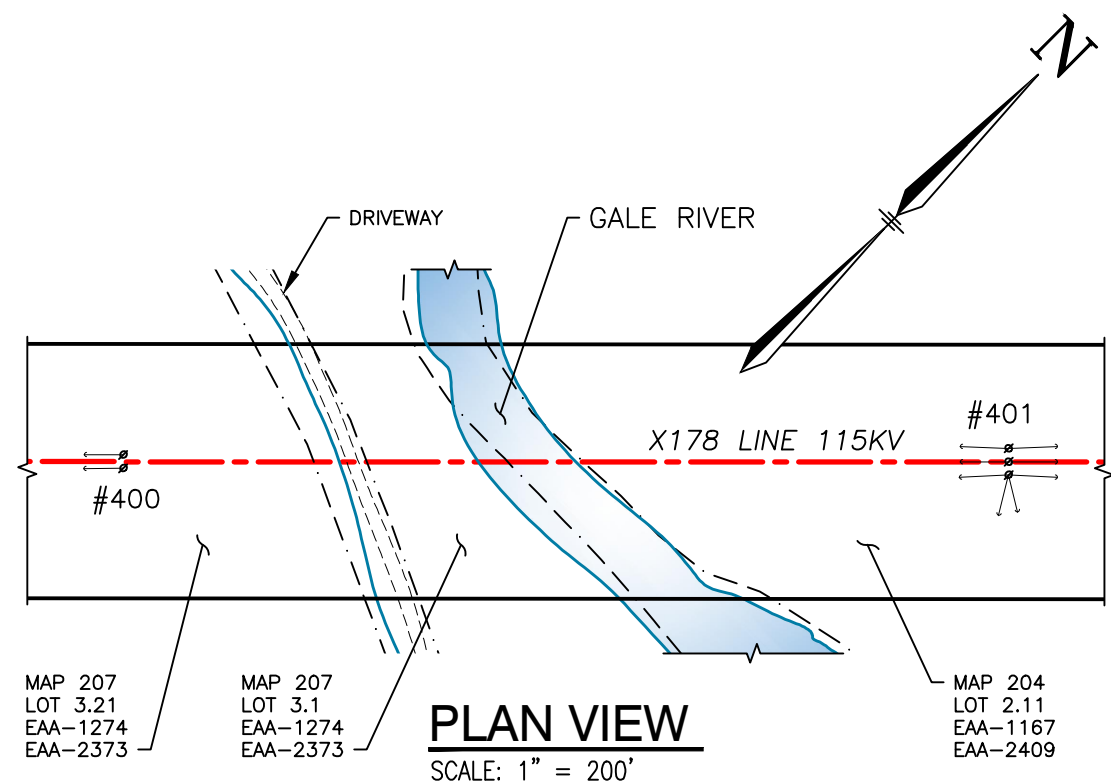 N
DRIVEWAY
GALE RIVER
X178 LINE 115KV
#401
#400
MAP 207
LOT 3.21
EAA-1274
EAA-2373
MAP 207
LOT 3.1
EAA-1274
EAA-2373
MAP 204
LOT 2.11
EAA-1167
EAA-2409
PLAN VIEW
SCALE: 1" = 200'